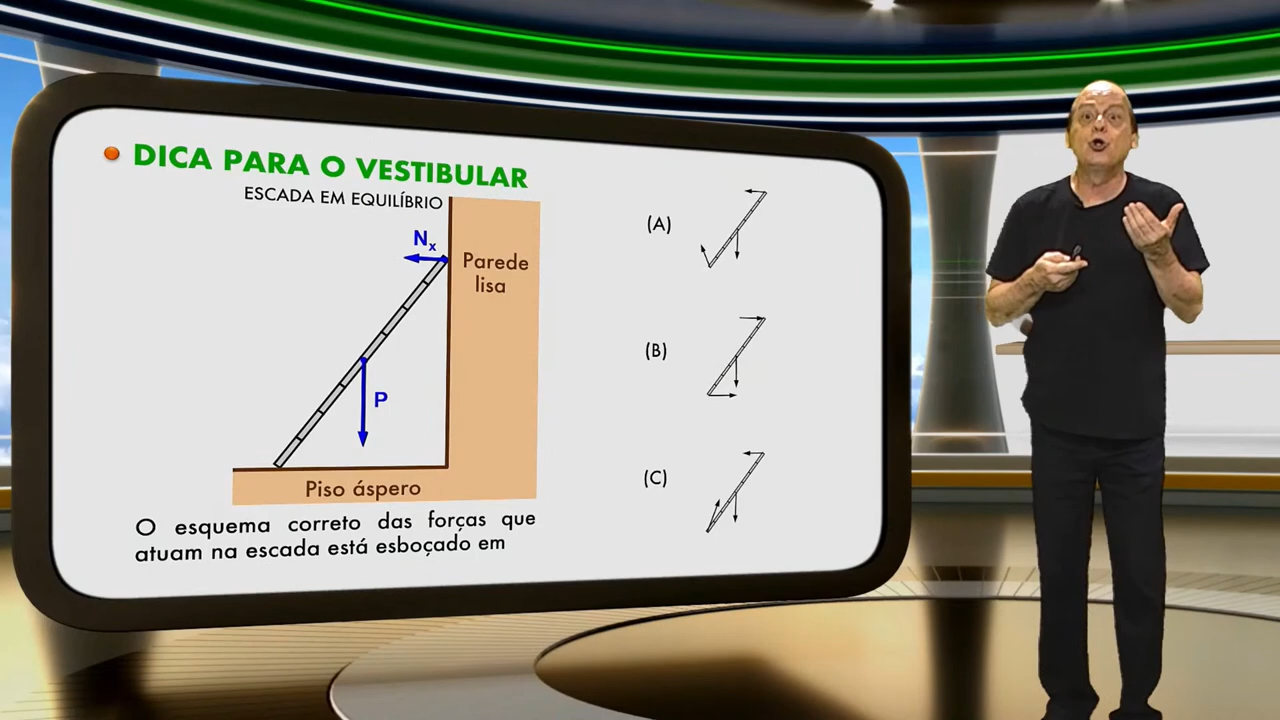 DICA PARA O VESTIBULAR
ESCADA EM EQUILÍBRIO
Nx
Parede
lisa
P
Piso áspero
O esquema correto das forças que
atuam na escada está esboçado em
(A)
(B)
(C)